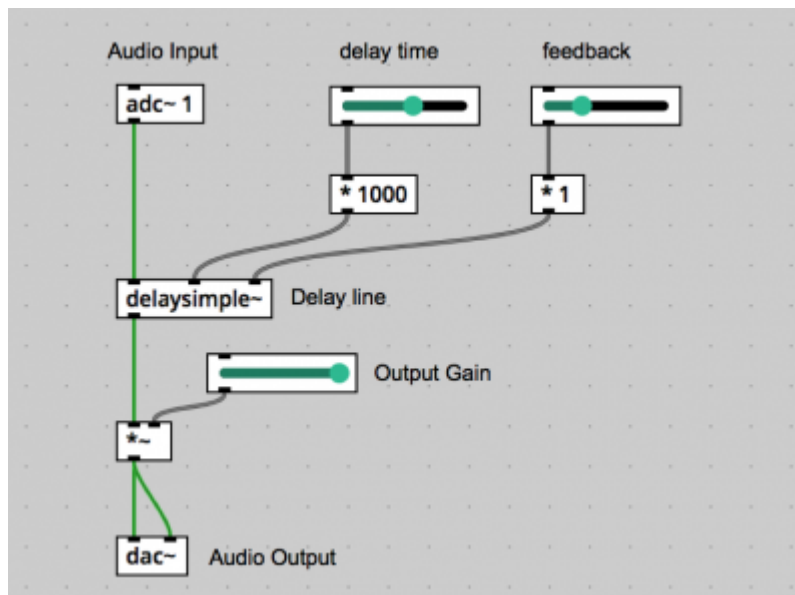 Audio Input
delay time
feedback
adc~ 1
* 1000
* 1
delaysimple~
Delay line
Output Gain
*~
dac~
Audio Output